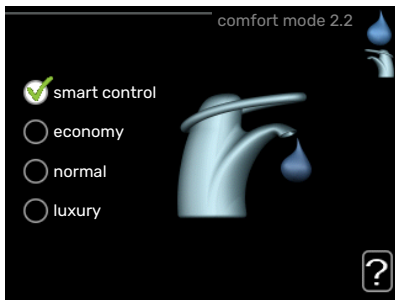 comfort mode 2.2
smart control
economy
normal
luxury
?